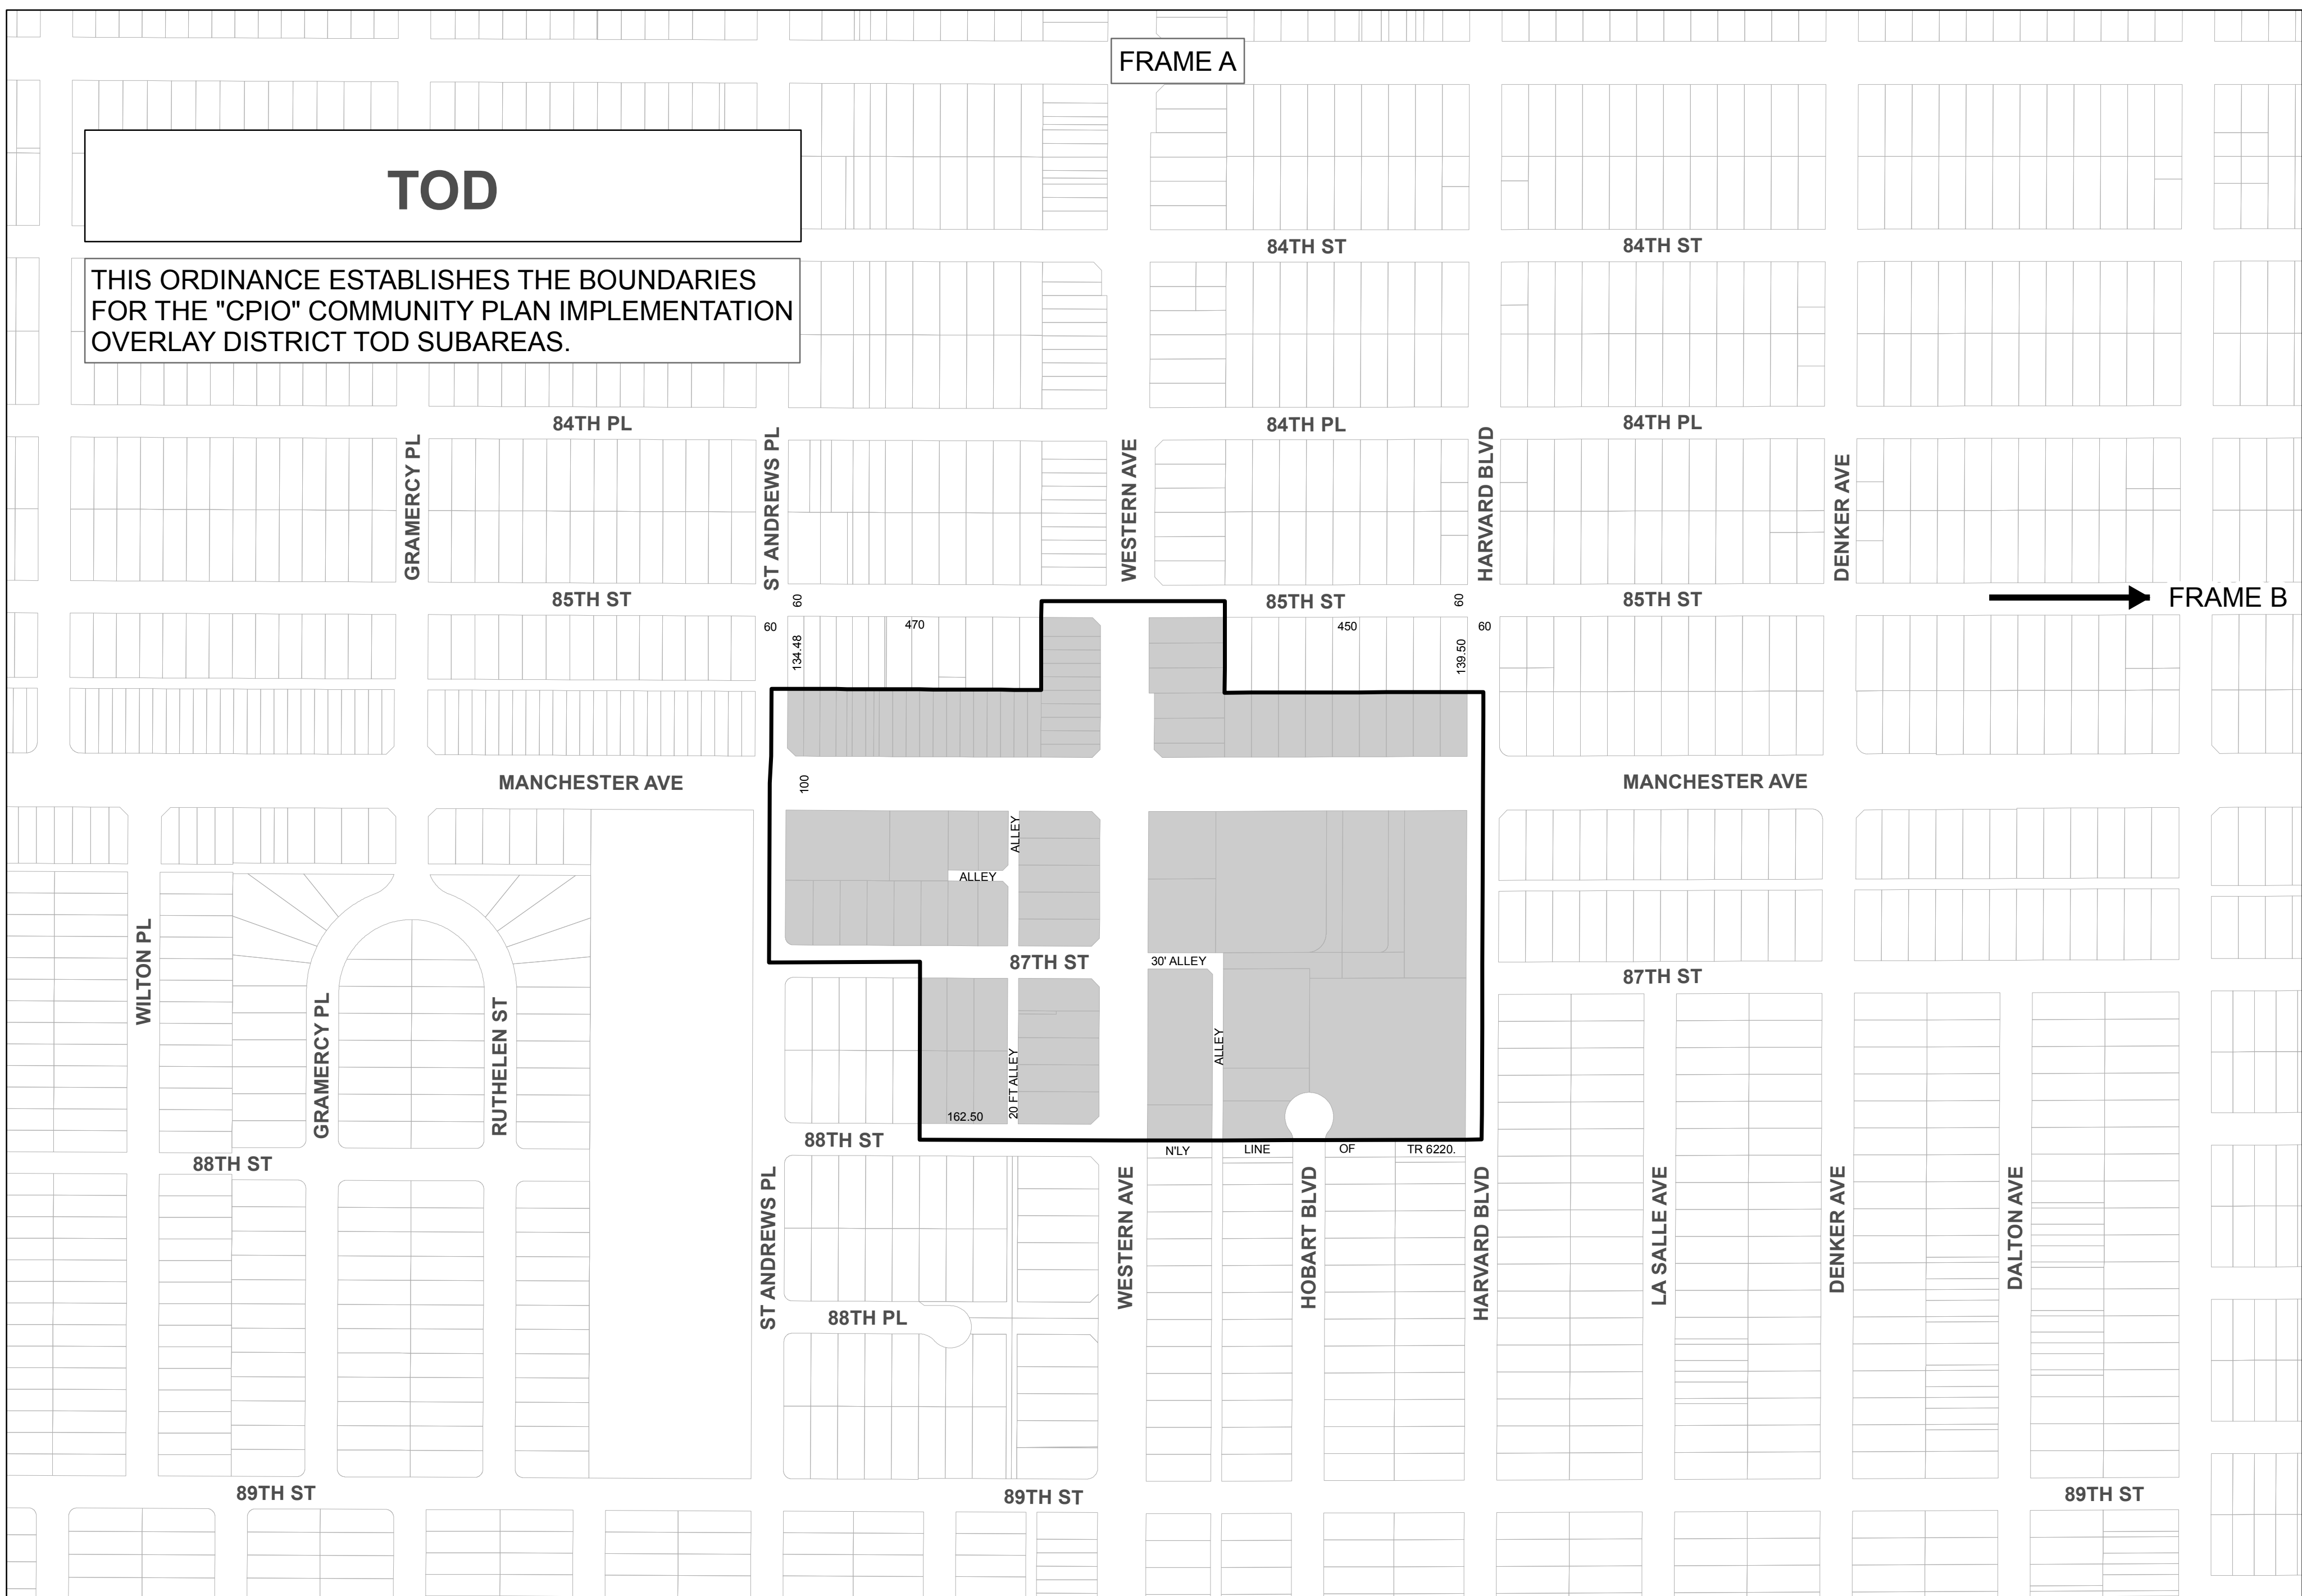 FRAME A
TOD
THIS ORDINANCE ESTABLISHES THE BOUNDARIES
FOR THE "CPIO" COMMUNITY PLAN IMPLEMENTATION
OVERLAY DISTRICT TOD SUBAREAS.
84TH ST
84TH ST
84TH PL
84TH PL
84TH PL
GRAMERCY PL
ST ANDREWS PL
WESTERN AVE
HARVARD BLVD
DENKER AVE
85TH ST
85TH ST
85TH ST
FRAME B
60
60
60
470
450
60
134.48
139.50
MANCHESTER AVE
100
MANCHESTER AVE
ALLEY
ALLEY
WILTON PL
GRAMERCY PL
RUTHELEN ST
87TH ST
30' ALLEY
87TH ST
ALLEY
20 FT ALLEY
162.50
88TH ST
88TH ST
N'LY
LINE
OF
TR 6220.
ST ANDREWS PL
WESTERN AVE
HOBART BLVD
HARVARD BLVD
LA SALLE AVE
DENKER AVE
DALTON AVE
88TH PL
89TH ST
89TH ST
89TH ST